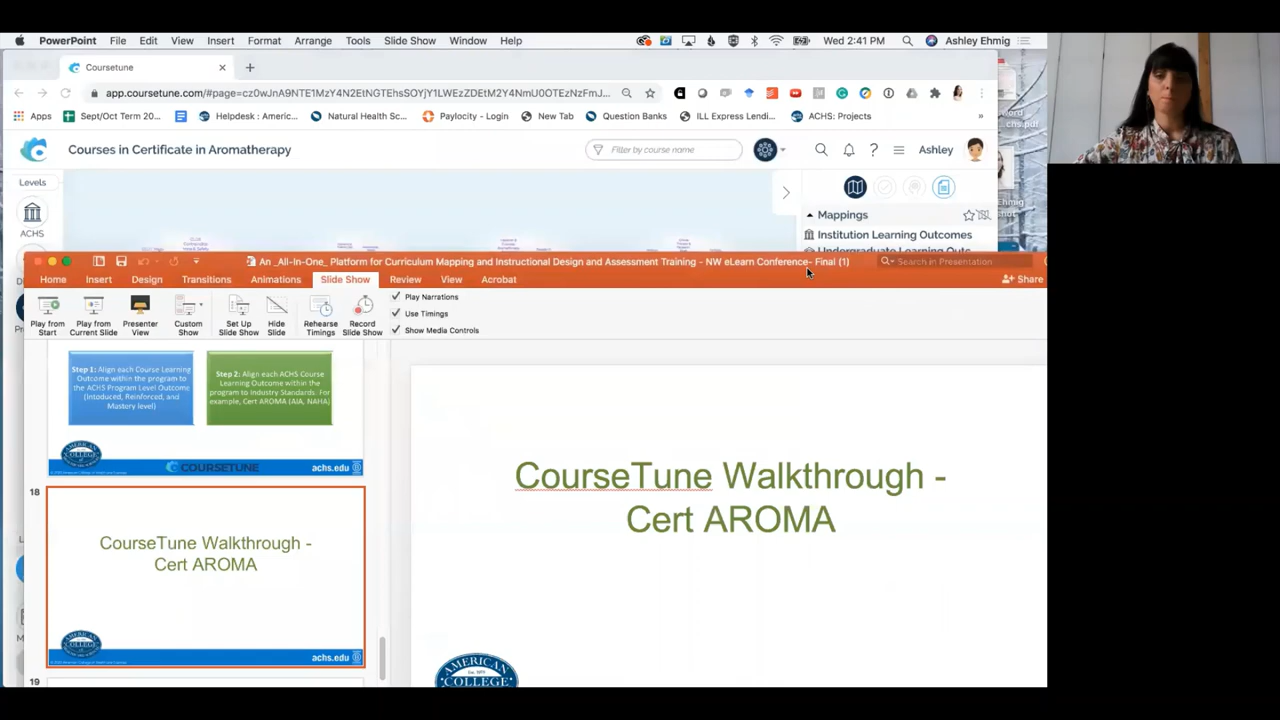 PowerPoint File Edit View Insert Format Arrange Tools Slide Show Window Help Wed 2:41 PM Ashley Ehmig
Coursetune
app.coursetune.com/#page=cz0wJnA9NTE1MzY4N2EtNGTEhsSOYjY1LWEzZDEtM2Y4NmU0OTEzNzFmJ...
Apps Sept/Oct Term 20... Helpdesk : Americ... Natural Health Sc... Paylocity - Login New Tab Question Banks ILL Express Lendi... ACHS: Projects »
Courses in Certificate in Aromatherapy Filter by course name Ashley
Levels
ACHS
Mappings
Institution Learning Outcomes
An _All-In-One_ Platform for Curriculum Mapping and Instructional Design and Assessment Training - NW eLearn Conference- Final (1) Search in Presentation
Home Insert Design Transitions Animations Slide Show Review View Acrobat Share
Play from Start
Play from Current Slide
Presenter View
Custom Show
Set Up Slide Show
Hide Slide
Rehearse Timings
Record Slide Show
Play Narrations
Use Timings
Show Media Controls
Step 1: Align each Course Learning
Outcome within the program to
the ACHS Program Level Outcome
(Intoduced, Reinforced, and
Mastery level)
Step 2: Align each ACHS Course
Learning Outcome within the
program to Industry Standards. For
example, Cert AROMA (AIA, NAHA)
COURSETUNE achs.edu
18
CourseTune Walkthrough -
Cert AROMA
achs.edu
19
CourseTune Walkthrough -
Cert AROMA
AMERICAN
COLLEGE